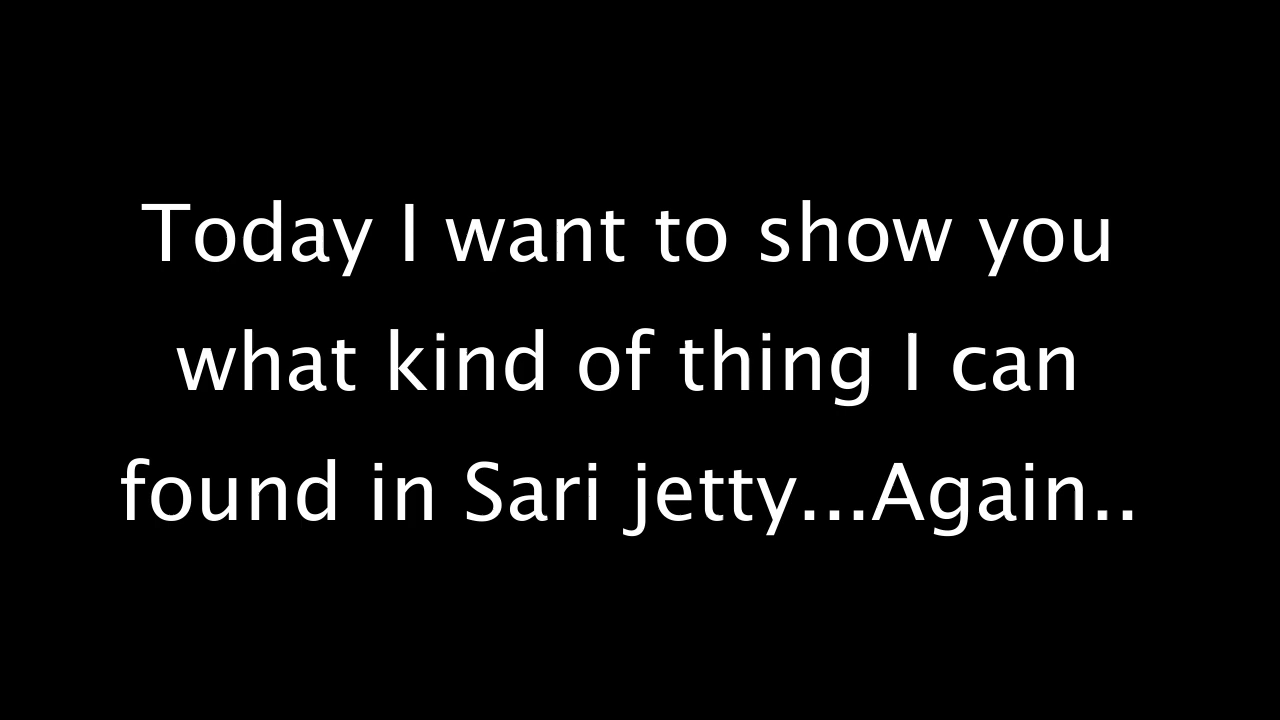 Today I want to show you
what kind of thing I can
found in Sari jetty...Again..